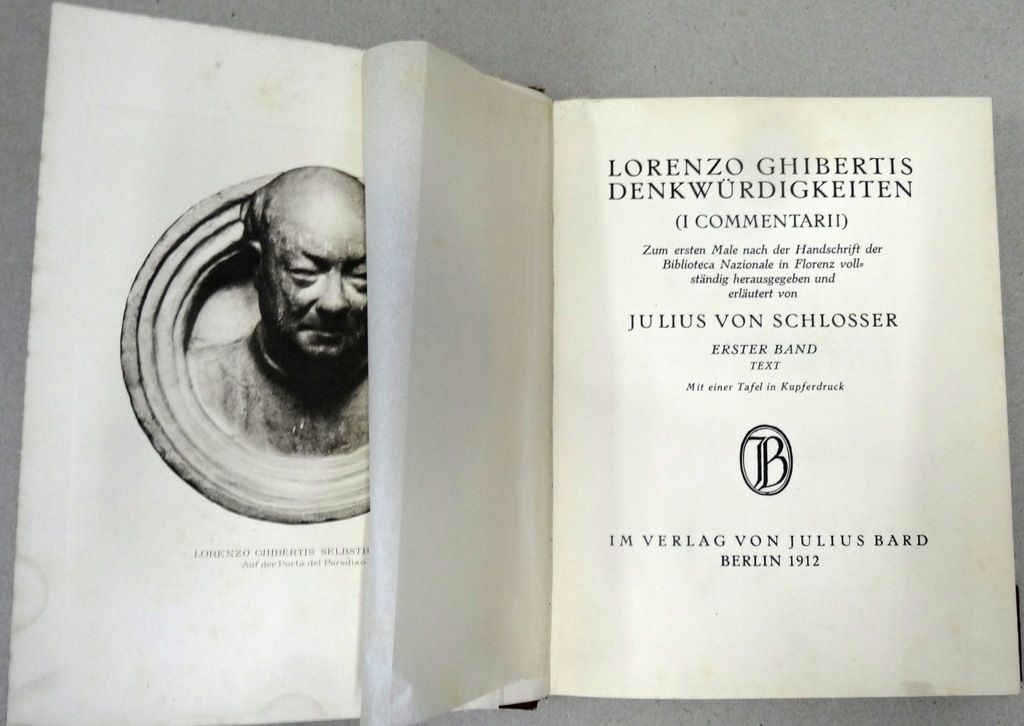 LORENZO GHIBERTIS SELBSTB
Auf der Porta del Paradiso
LORENZO GHIBERTIS
DENKWÜRDIGKEITEN
(I COMMENTARII)
Zum ersten Male nach der Handschrift der
Biblioteca Nazionale in Florenz voll=
ständig herausgegeben und
erläutert von
JULIUS VON SCHLOSSER
ERSTER BAND
TEXT
Mit einer Tafel in Kupferdruck
JB
IM VERLAG VON JULIUS BARD
BERLIN 1912